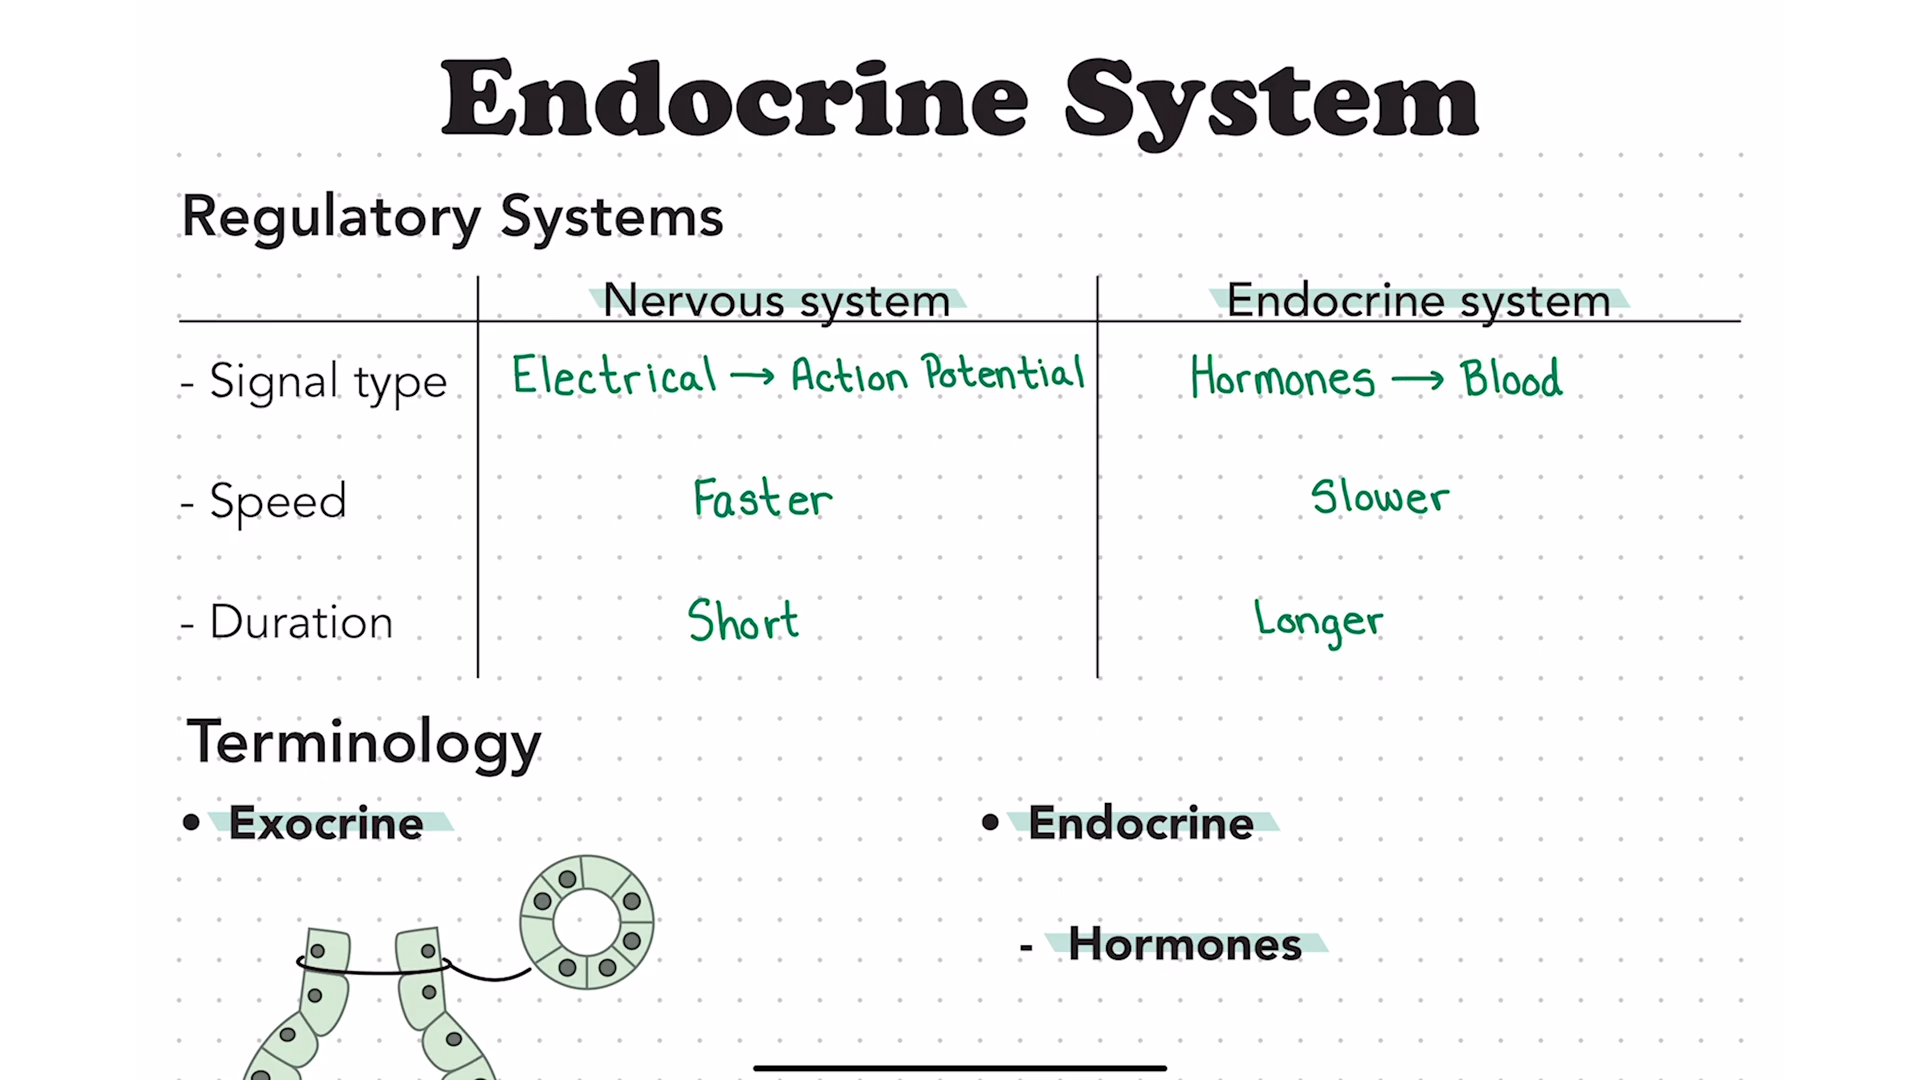 Endocrine System
Regulatory Systems
Nervous system Endocrine system
- Signal type Electrical → Action Potential Hormones → Blood
- Speed Faster Slower
- Duration Short Longer
Terminology
• Exocrine • Endocrine
- Hormones